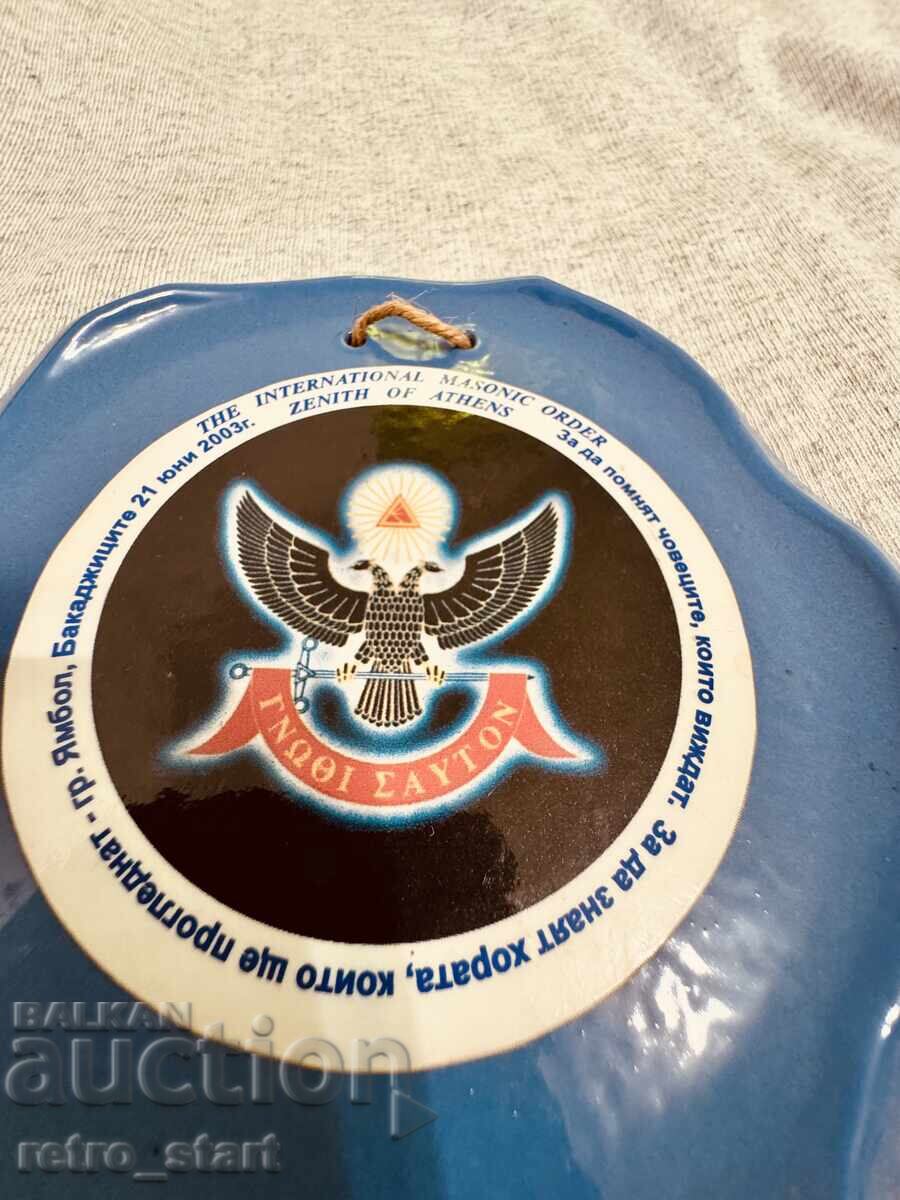 THE INTERNATIONAL MASONIC ORDER
ZENITH OF ATHENS
За да помнят човеците, които виждат. За да знаят хората, които ще прогледнат - гр. Ямбол, Бакаджиците 21 юни 2003г.
ΓΝΩΘΙ ΣΑΥΤΟΝ
BALKAN
auction
retro_start